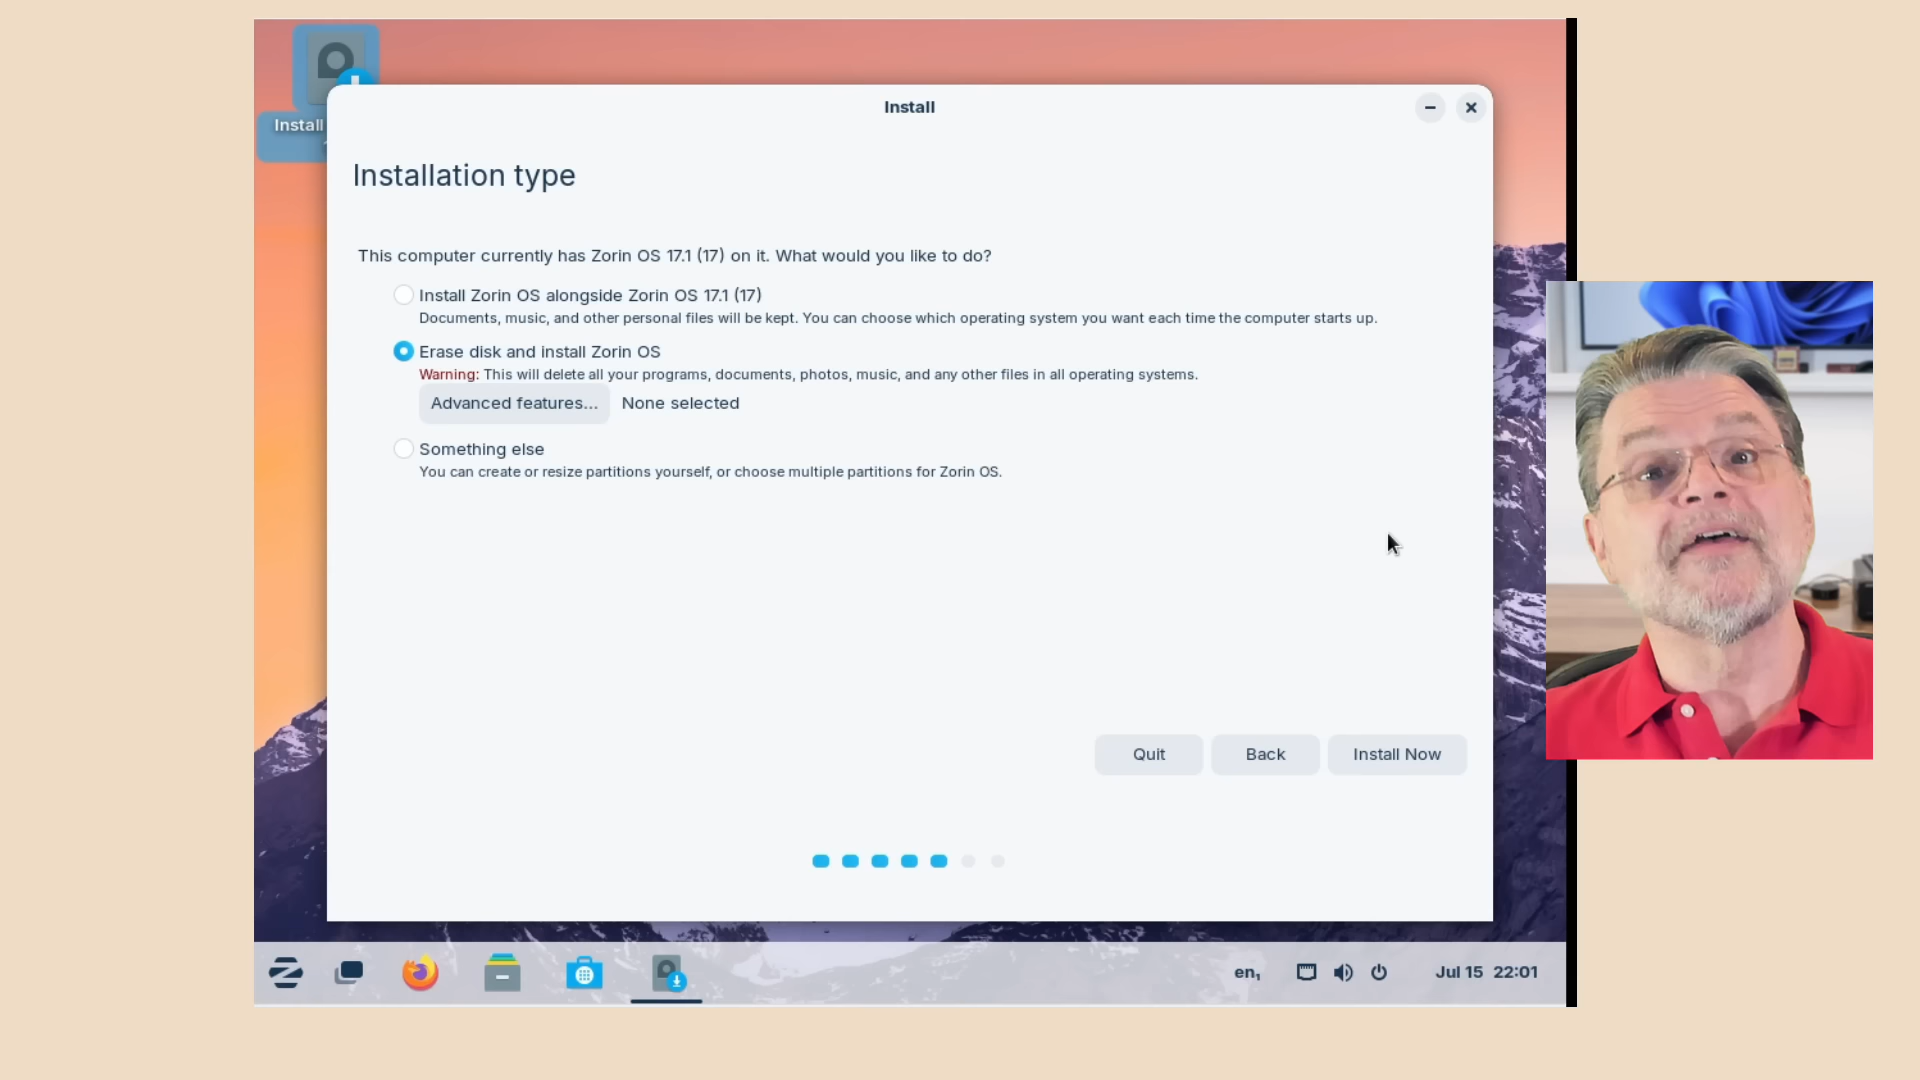 Install
Install
Installation type
This computer currently has Zorin OS 17.1 (17) on it. What would you like to do?
Install Zorin OS alongside Zorin OS 17.1 (17)
Documents, music, and other personal files will be kept. You can choose which operating system you want each time the computer starts up.
Erase disk and install Zorin OS
Warning: This will delete all your programs, documents, photos, music, and any other files in all operating systems.
Advanced features... None selected
Something else
You can create or resize partitions yourself, or choose multiple partitions for Zorin OS.
Quit Back Install Now
en₁ Jul 15 22:01